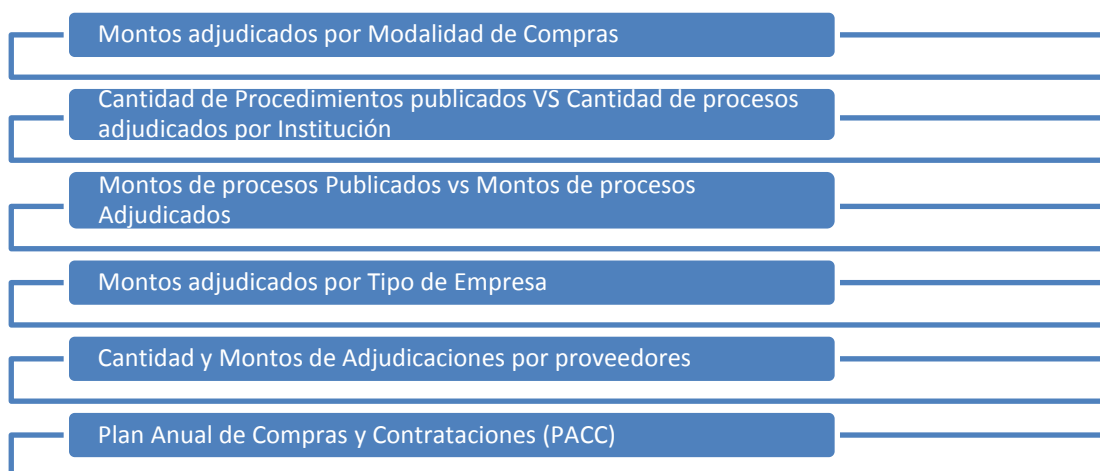 Montos adjudicados por Modalidad de Compras
Cantidad de Procedimientos publicados VS Cantidad de procesos
adjudicados por Institución
Montos de procesos Publicados vs Montos de procesos
Adjudicados
Montos adjudicados por Tipo de Empresa
Cantidad y Montos de Adjudicaciones por proveedores
Plan Anual de Compras y Contrataciones (PACC)